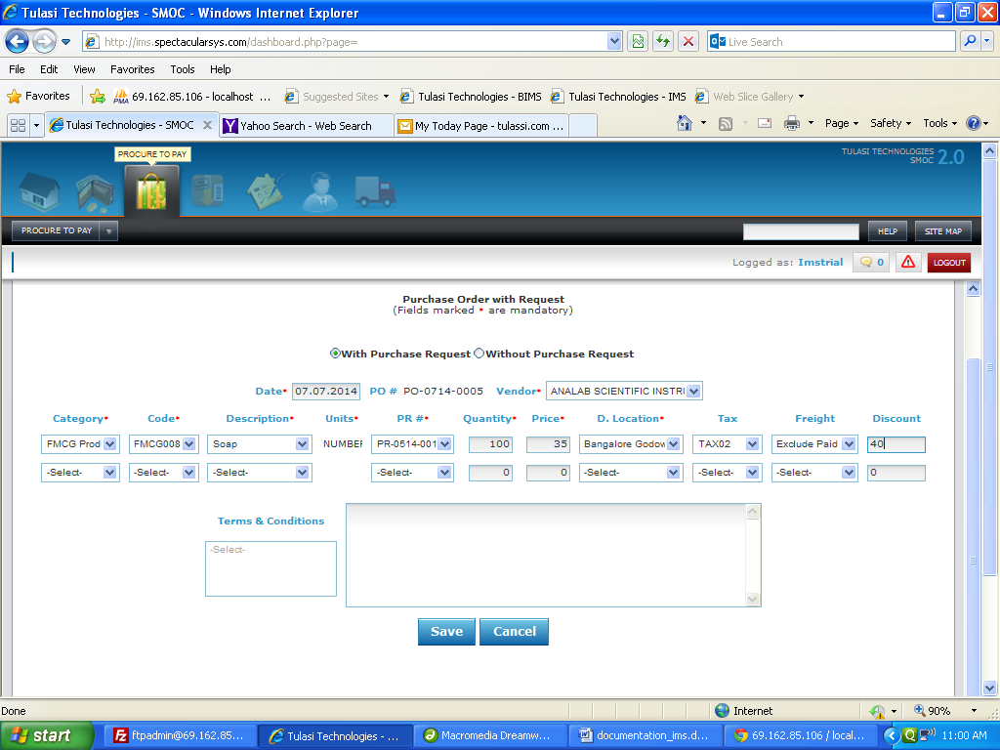 Tulasi Technologies - SMOC - Windows Internet Explorer
http://ims.spectacularsys.com/dashboard.php?page=
Live Search
File Edit View Favorites Tools Help
Favorites PMA 69.162.85.106 - localhost ... Suggested Sites Tulasi Technologies - BIMS Tulasi Technologies - IMS Web Slice Gallery
Tulasi Technologies - SMOC Yahoo Search - Web Search My Today Page - tulassi.com ... Page Safety Tools
PROCURE TO PAY
TULASI TECHNOLOGIES
SMOC 2.0
PROCURE TO PAY HELP SITE MAP
Logged as: Imstrial 0 LOGOUT
Purchase Order with Request
(Fields marked * are mandatory)
With Purchase Request Without Purchase Request
Date* 07.07.2014 PO # PO-0714-0005 Vendor* ANALAB SCIENTIFIC INSTRI
Category* Code* Description* Units* PR #* Quantity* Price* D. Location* Tax Freight Discount
FMCG Prod FMCG008 Soap NUMBER PR-0514-001 100 35 Bangalore Godow TAX02 Exclude Paid 40
-Select- -Select- -Select- -Select- 0 0 -Select- -Select- -Select- 0
Terms & Conditions
-Select-
Save Cancel
Done Internet 90%
start ftpadmin@69.162.85.... Tulasi Technologies - ... Macromedia Dreamw... documentation_ims.d... 69.162.85.106 / local... 11:00 AM